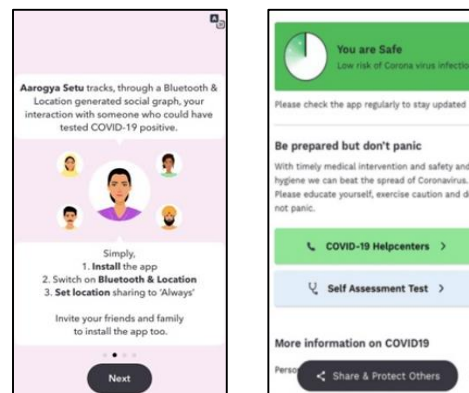 Aarogya Setu tracks, through a Bluetooth &
Location generated social graph, your
interaction with someone who could have
tested COVID-19 positive.
Simply,
1. Install the app
2. Switch on Bluetooth & Location
3. Set location sharing to 'Always'
Invite your friends and family
to install the app too.
Next
You are Safe
Low risk of Corona virus infectio
Please check the app regularly to stay updated
Be prepared but don't panic
With timely medical intervention and safety and
hygiene we can beat the spread of Coronavirus.
Please educate yourself, exercise caution and d
not panic.
COVID-19 Helpcenters >
Self Assessment Test >
More information on COVID19
Perso
Share & Protect Others